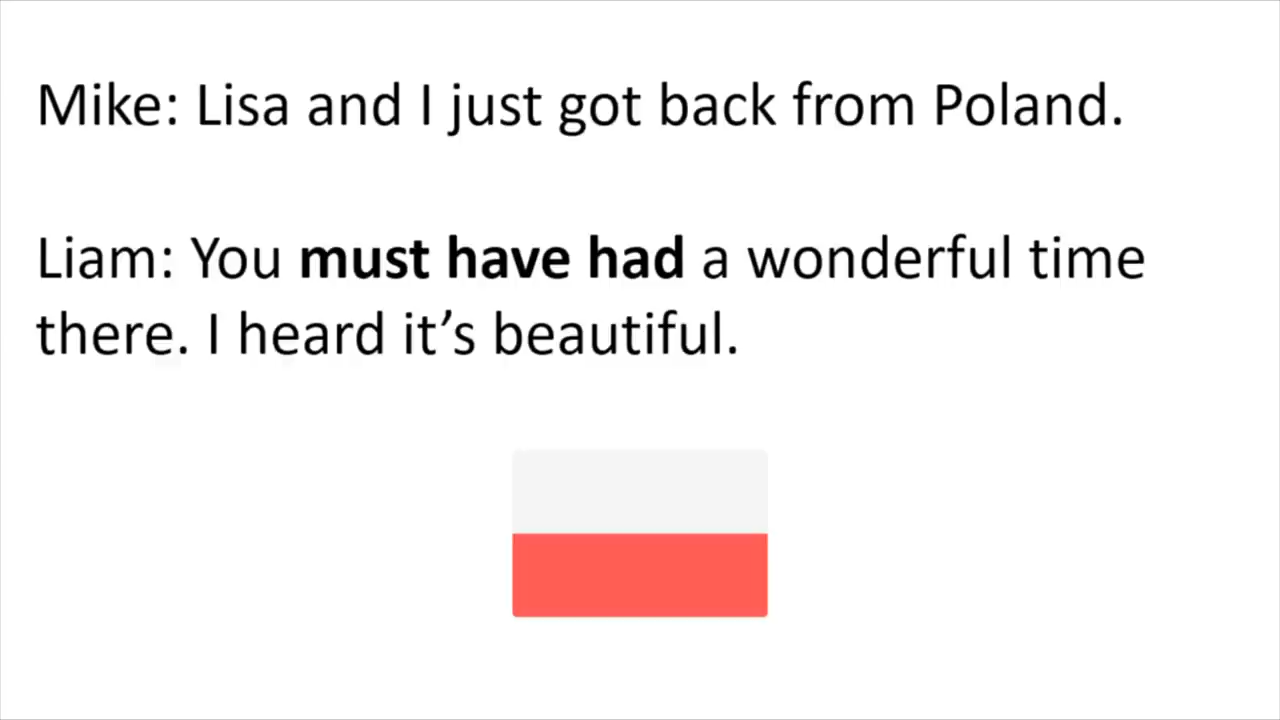 Mike: Lisa and I just got back from Poland.
Liam: You must have had a wonderful time
there. I heard it’s beautiful.